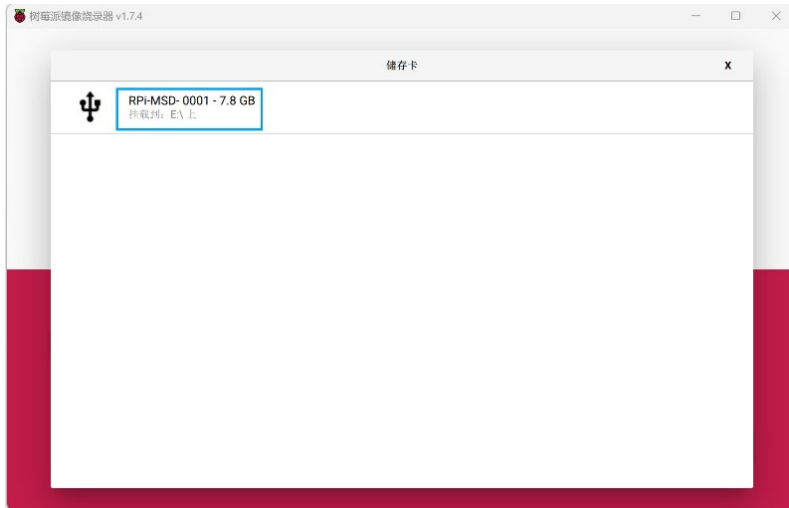 树莓派镜像烧录器 v1.7.4
储存卡
X
RPi-MSD- 0001 - 7.8 GB
挂载到：E:\ 上